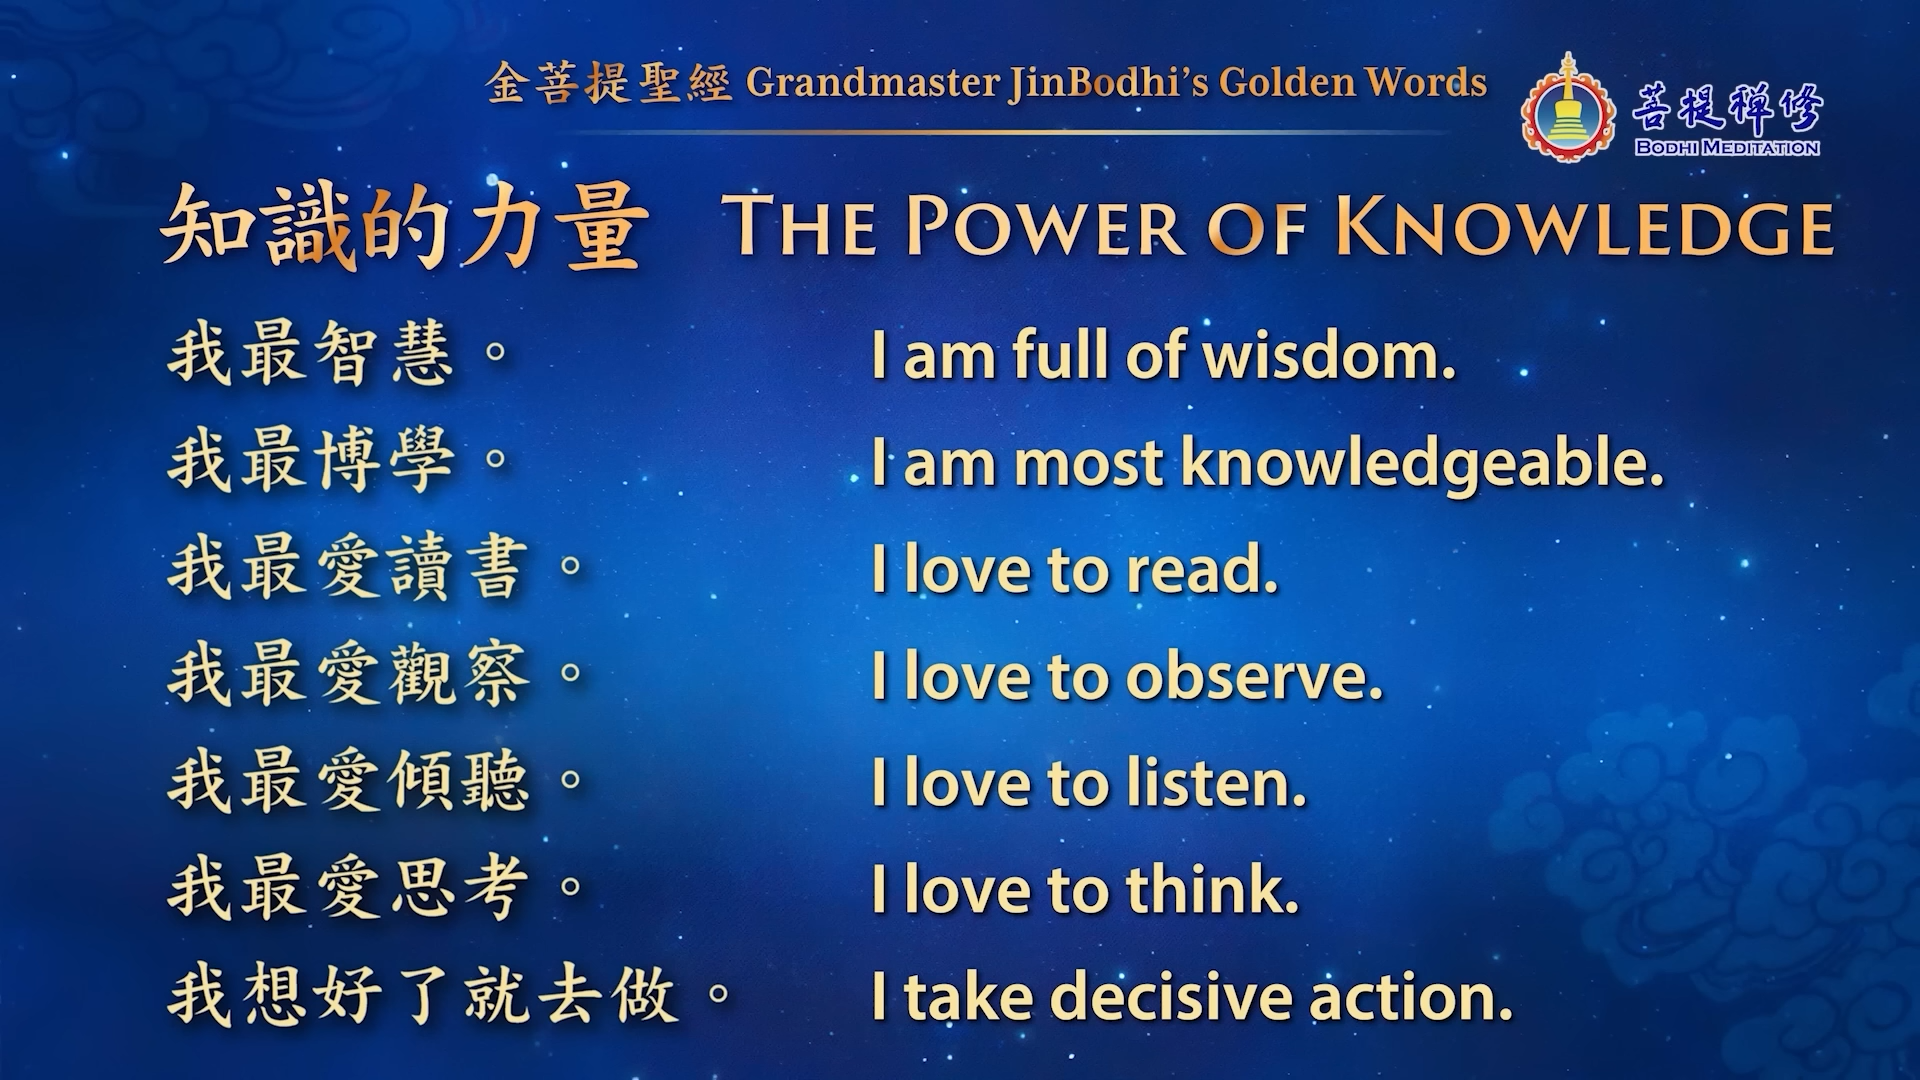 金菩提聖經 Grandmaster JinBodhi's Golden Words
菩提禪修
BODHI MEDITATION
知識的力量 THE POWER OF KNOWLEDGE
我最智慧。 I am full of wisdom.
我最博學。 I am most knowledgeable.
我最愛讀書。 I love to read.
我最愛觀察。 I love to observe.
我最愛傾聽。 I love to listen.
我最愛思考。 I love to think.
我想好了就去做。 I take decisive action.